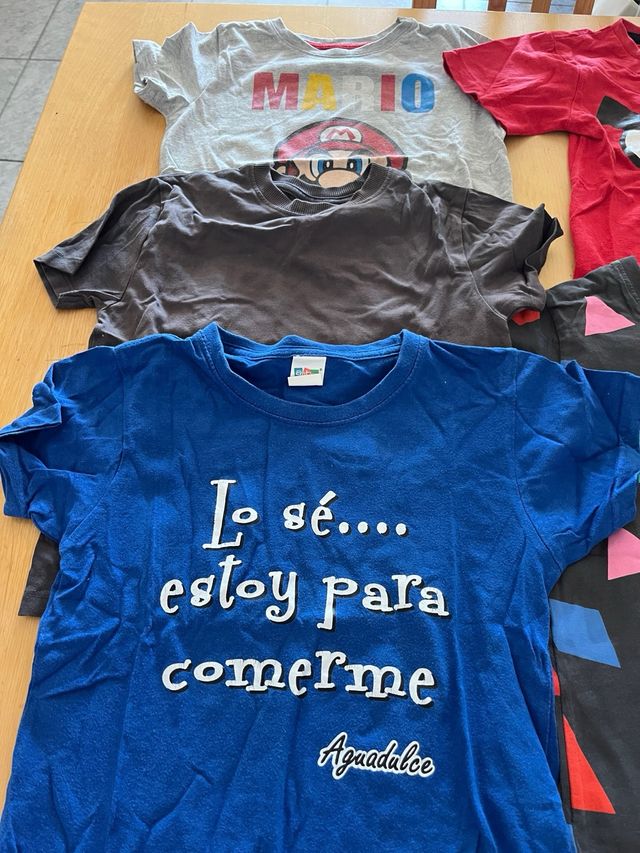 MARIO
M
Lo sé....
estoy para
comerme
Aguadulce